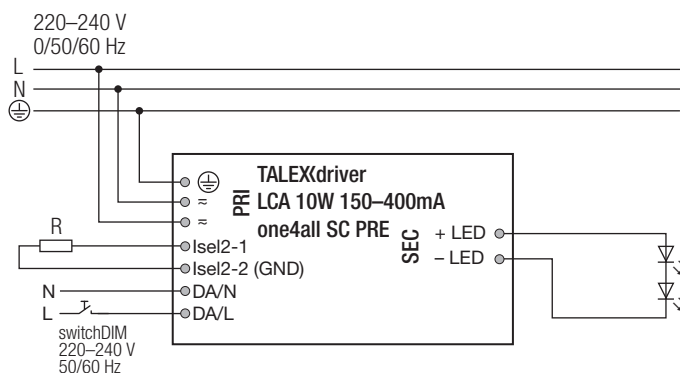 220–240 V
0/50/60 Hz
L
N
TALEXXdriver
LCA 10W 150–400mA
one4all SC PRE
PRI
≂
≂
SEC
+ LED
– LED
R
Isel2-1
Isel2-2 (GND)
N
DA/N
L
DA/L
switchDIM
220–240 V
50/60 Hz